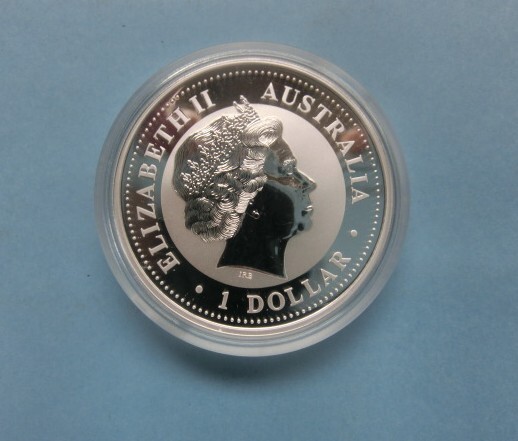 ELIZABETH II
AUSTRALIA
• 1 DOLLAR •
IRB